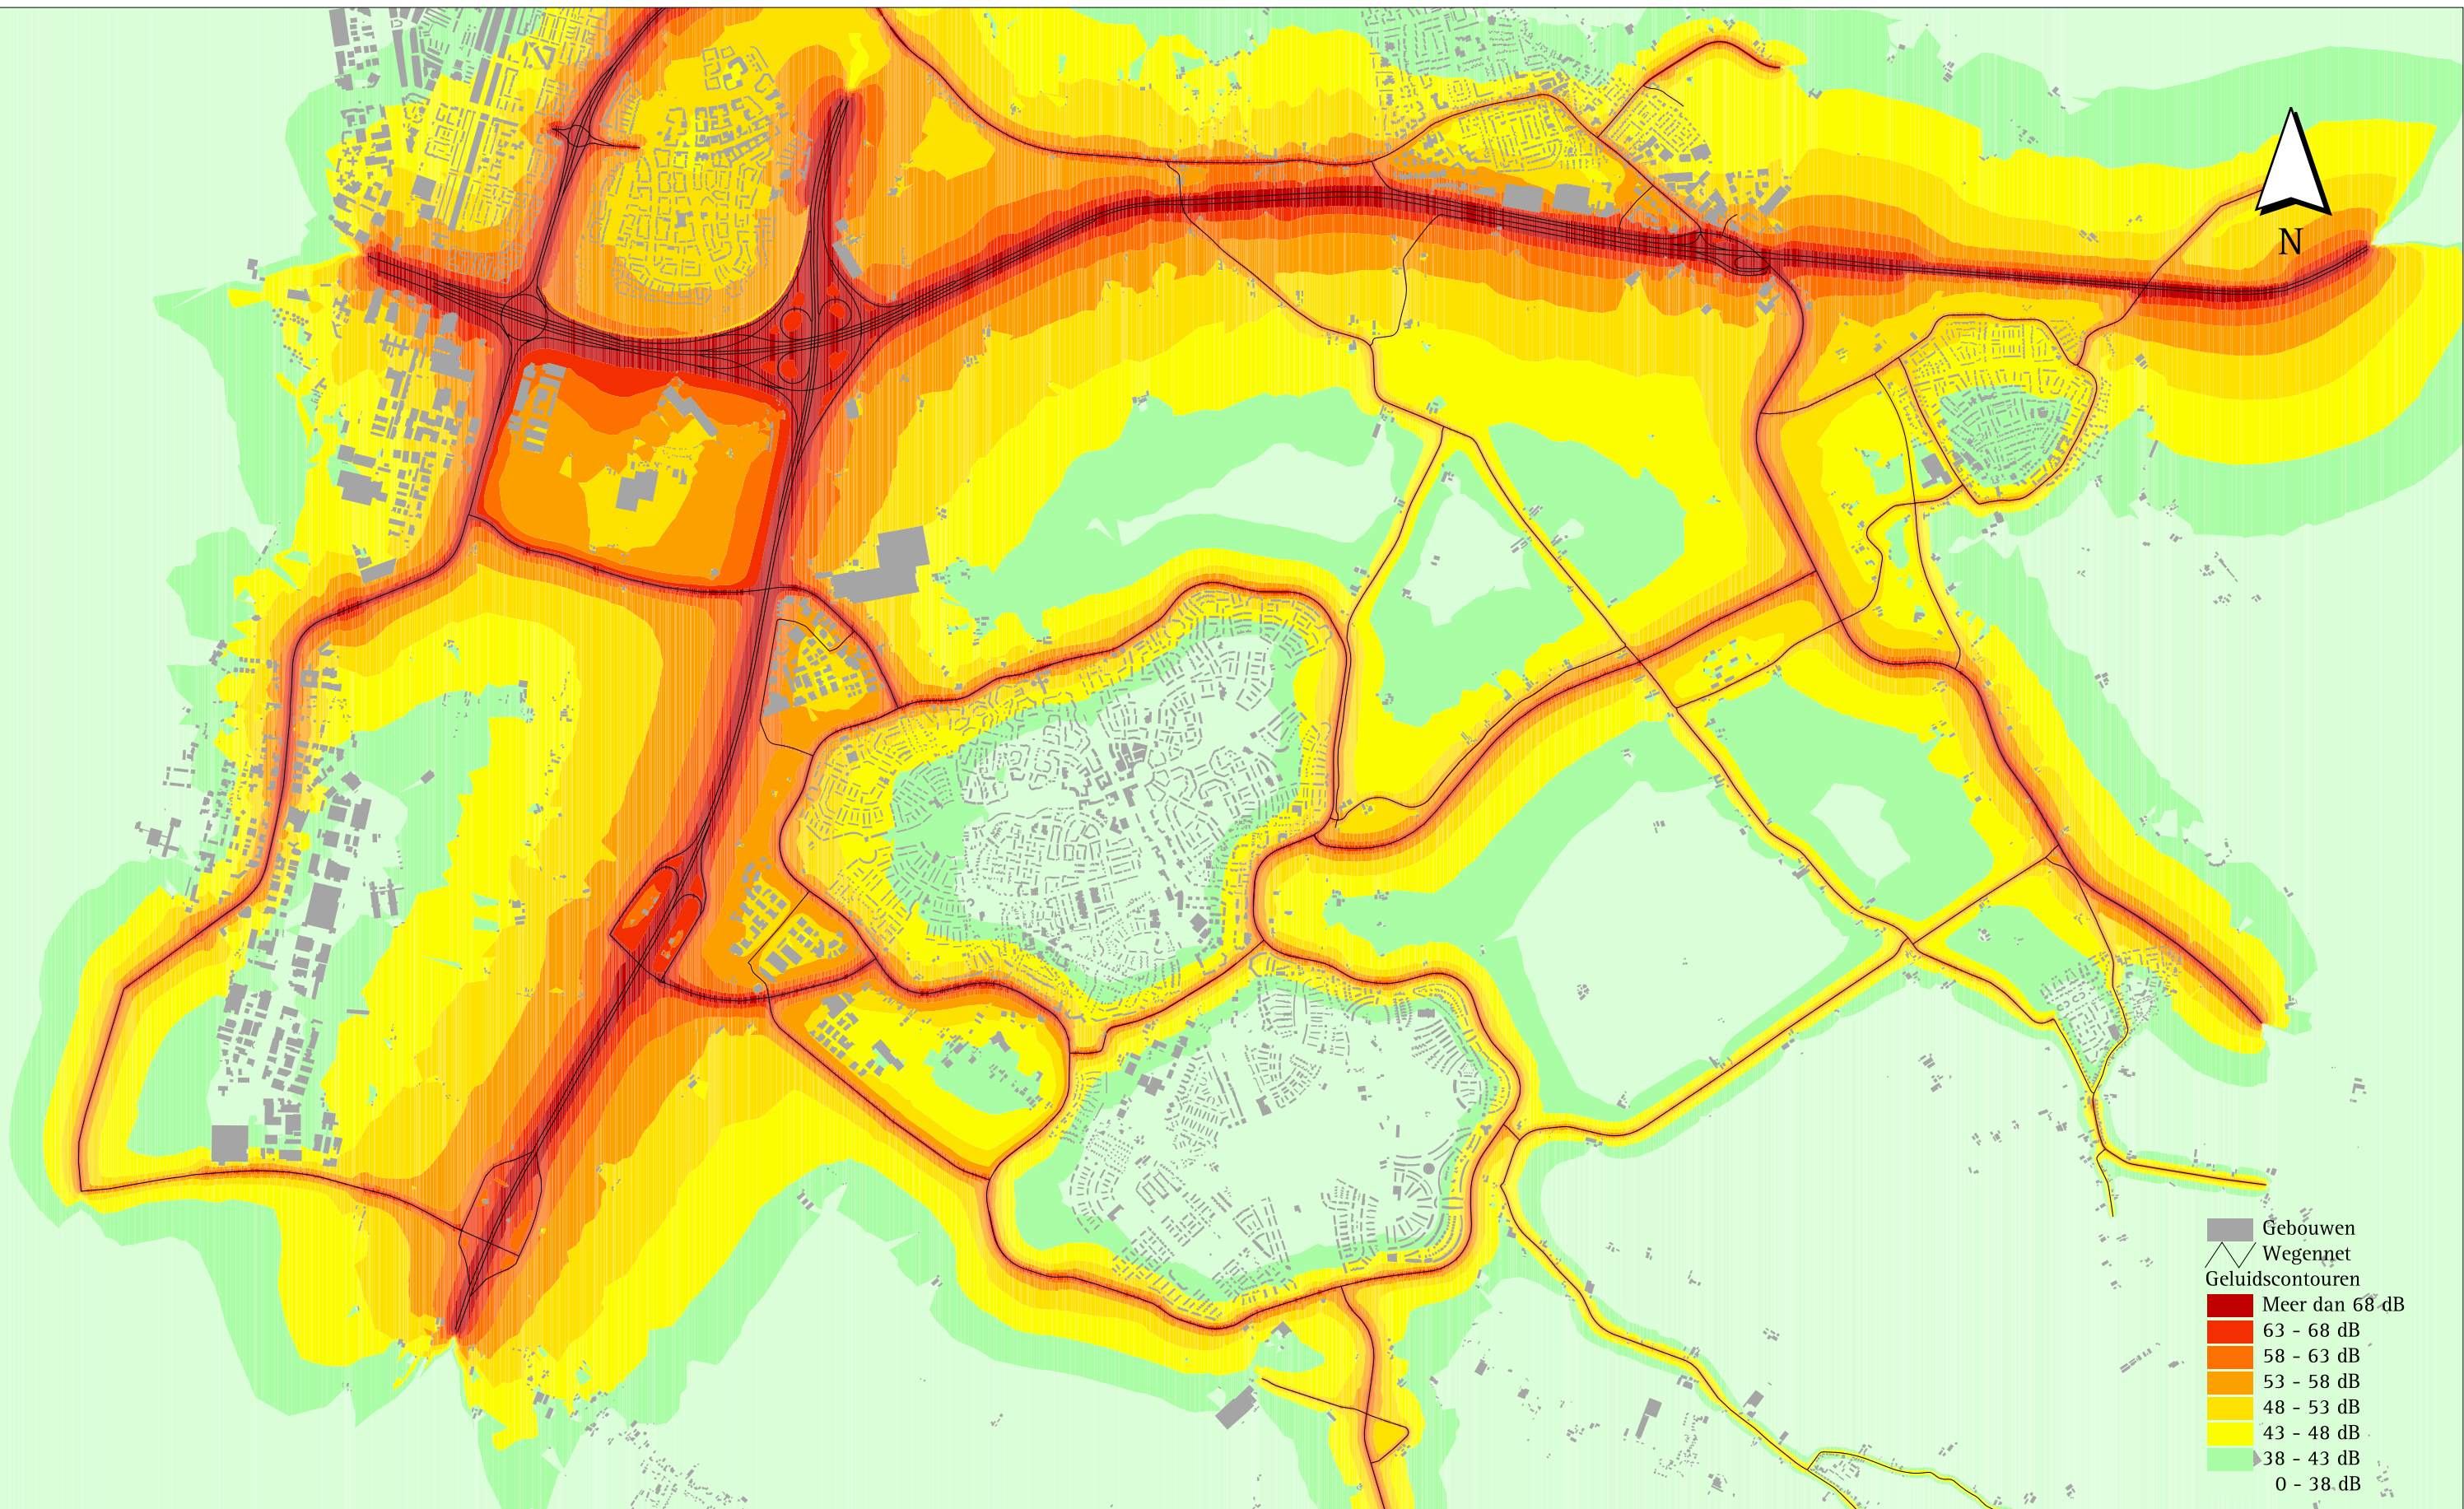 N
Gebouwen
Wegennet
Geluidscontouren
Meer dan 68 dB
63 - 68 dB
58 - 63 dB
53 - 58 dB
48 - 53 dB
43 - 48 dB
38 - 43 dB
0 - 38 dB